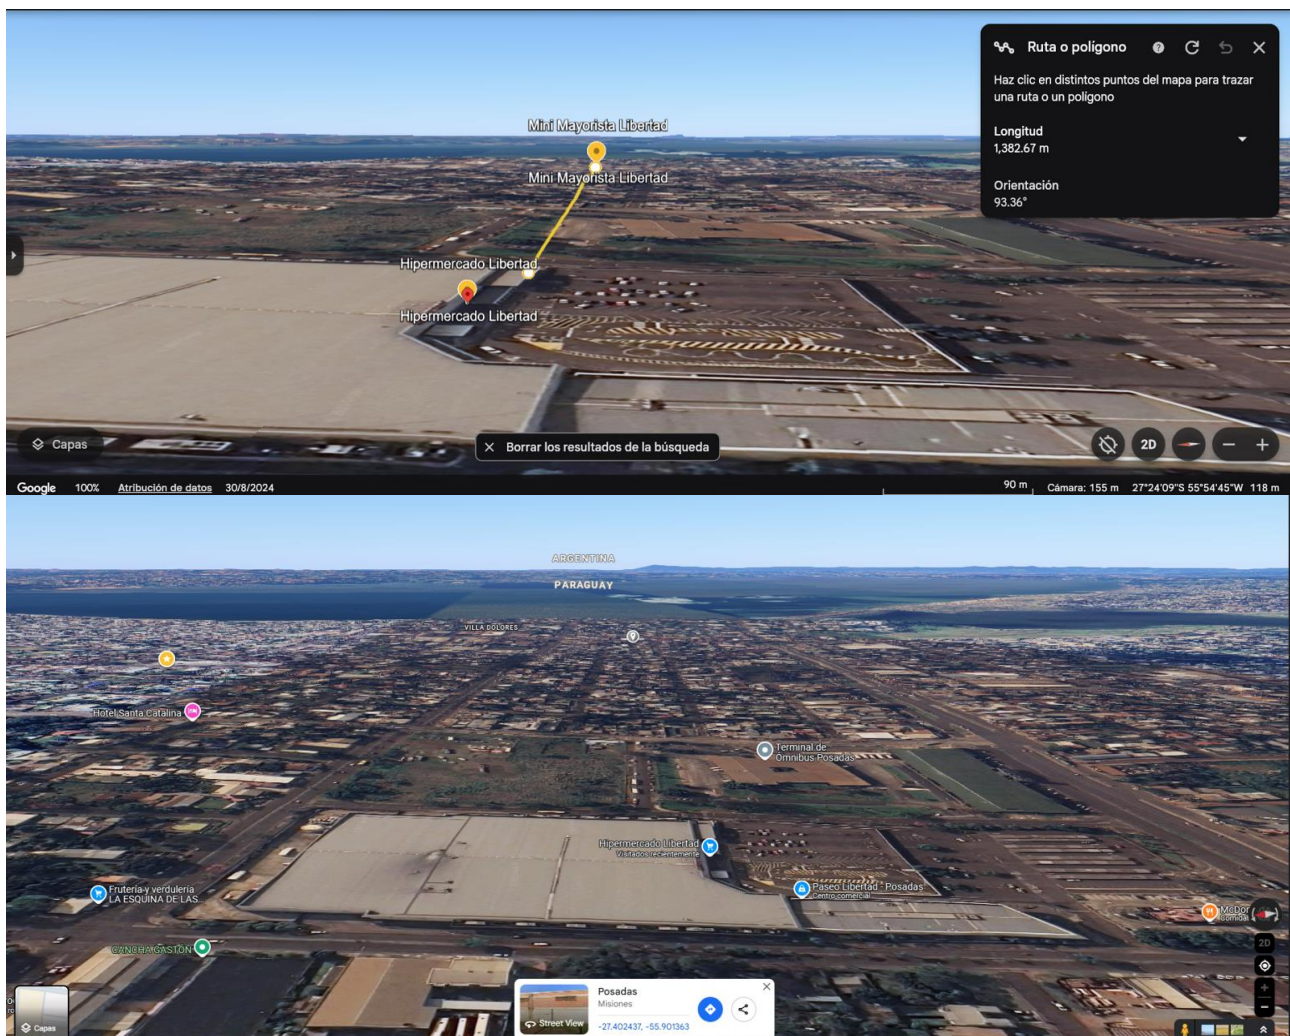 Ruta o polígono
Haz clic en distintos puntos del mapa para trazar
una ruta o un polígono
Longitud
1,382.67 m
Orientación
93.36°
Mini Mayorista Libertad
Mini Mayorista Libertad
Hipermercado Libertad
Hipermercado Libertad
Capas
Borrar los resultados de la búsqueda
2D
Google
100%
Atribución de datos
30/8/2024
90 m
Cámara: 155 m
27°24'09"S 55°54'45"W
118 m
ARGENTINA
PARAGUAY
VILLA DOLORES
Hotel Santa Catalina
Terminal de
Omnibus Posadas
Hipermercado Libertad
Visitados recientemente
Paseo Libertad - Posadas
Centro comercial
Frutería y verdulería
LA ESQUINA DE LAS
McDor
Comida
CANCHA GASTON
2D
Posadas
Misiones
Street View
-27.402437, -55.901363
Capas